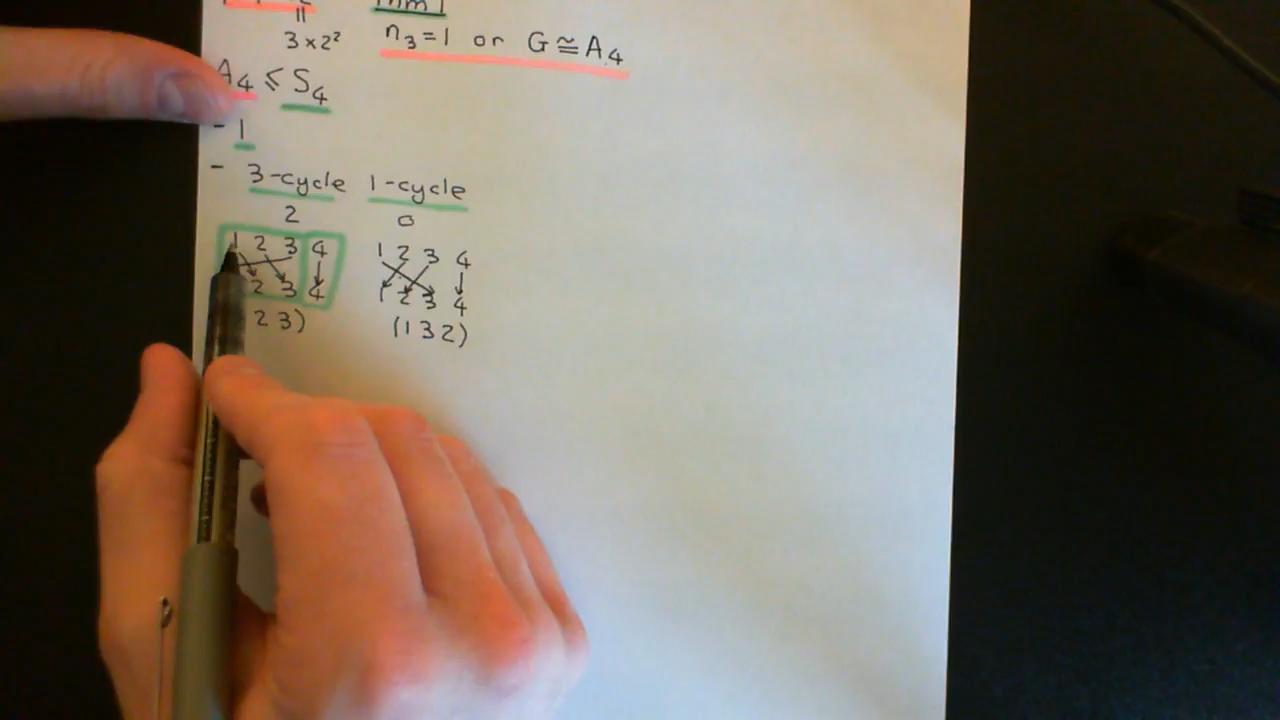 3×2² n₃=1 or G≅A₄
A₄ ⩽ S₄
- 1
- 3-cycle 1-cycle
2 0
1 2 3 4 1 2 3 4
2 3 4 1 2 3 4
2 3) (1 3 2)